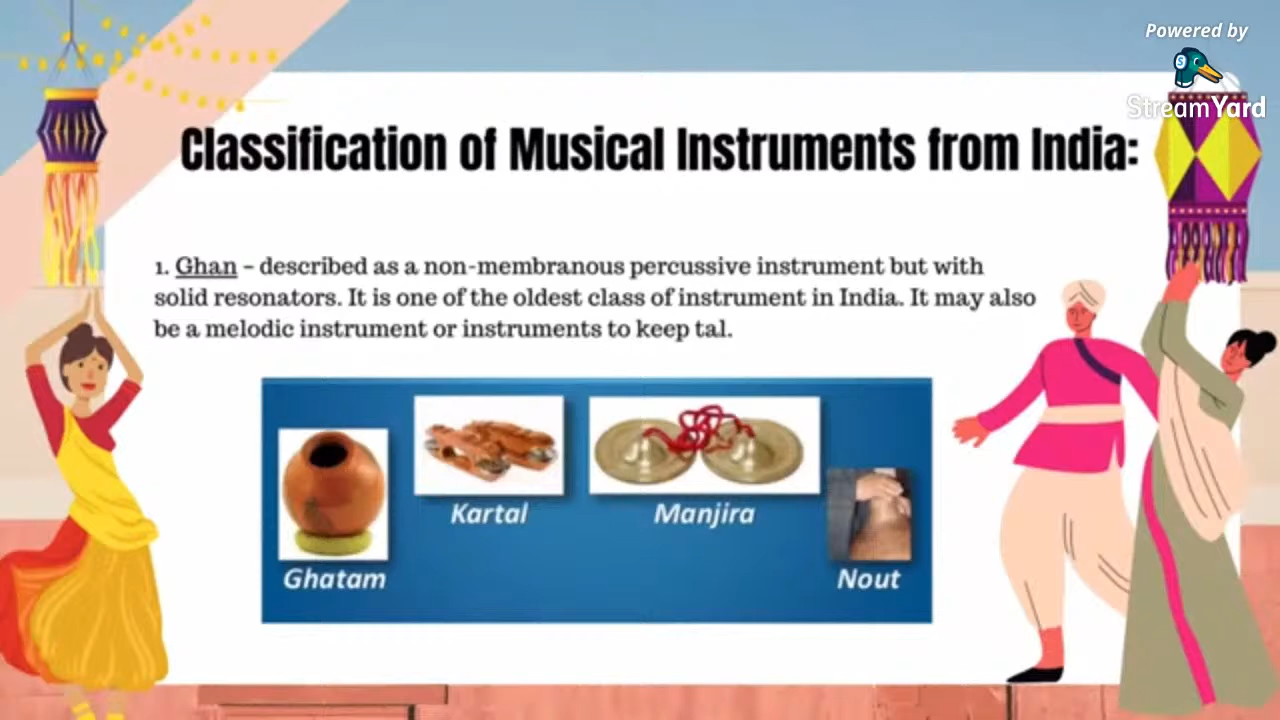 Powered by
StreamYard
Classification of Musical Instruments from India:
1. Ghan – described as a non-membranous percussive instrument but with
solid resonators. It is one of the oldest class of instrument in India. It may also
be a melodic instrument or instruments to keep tal.
Kartal
Manjira
Ghatam
Nout